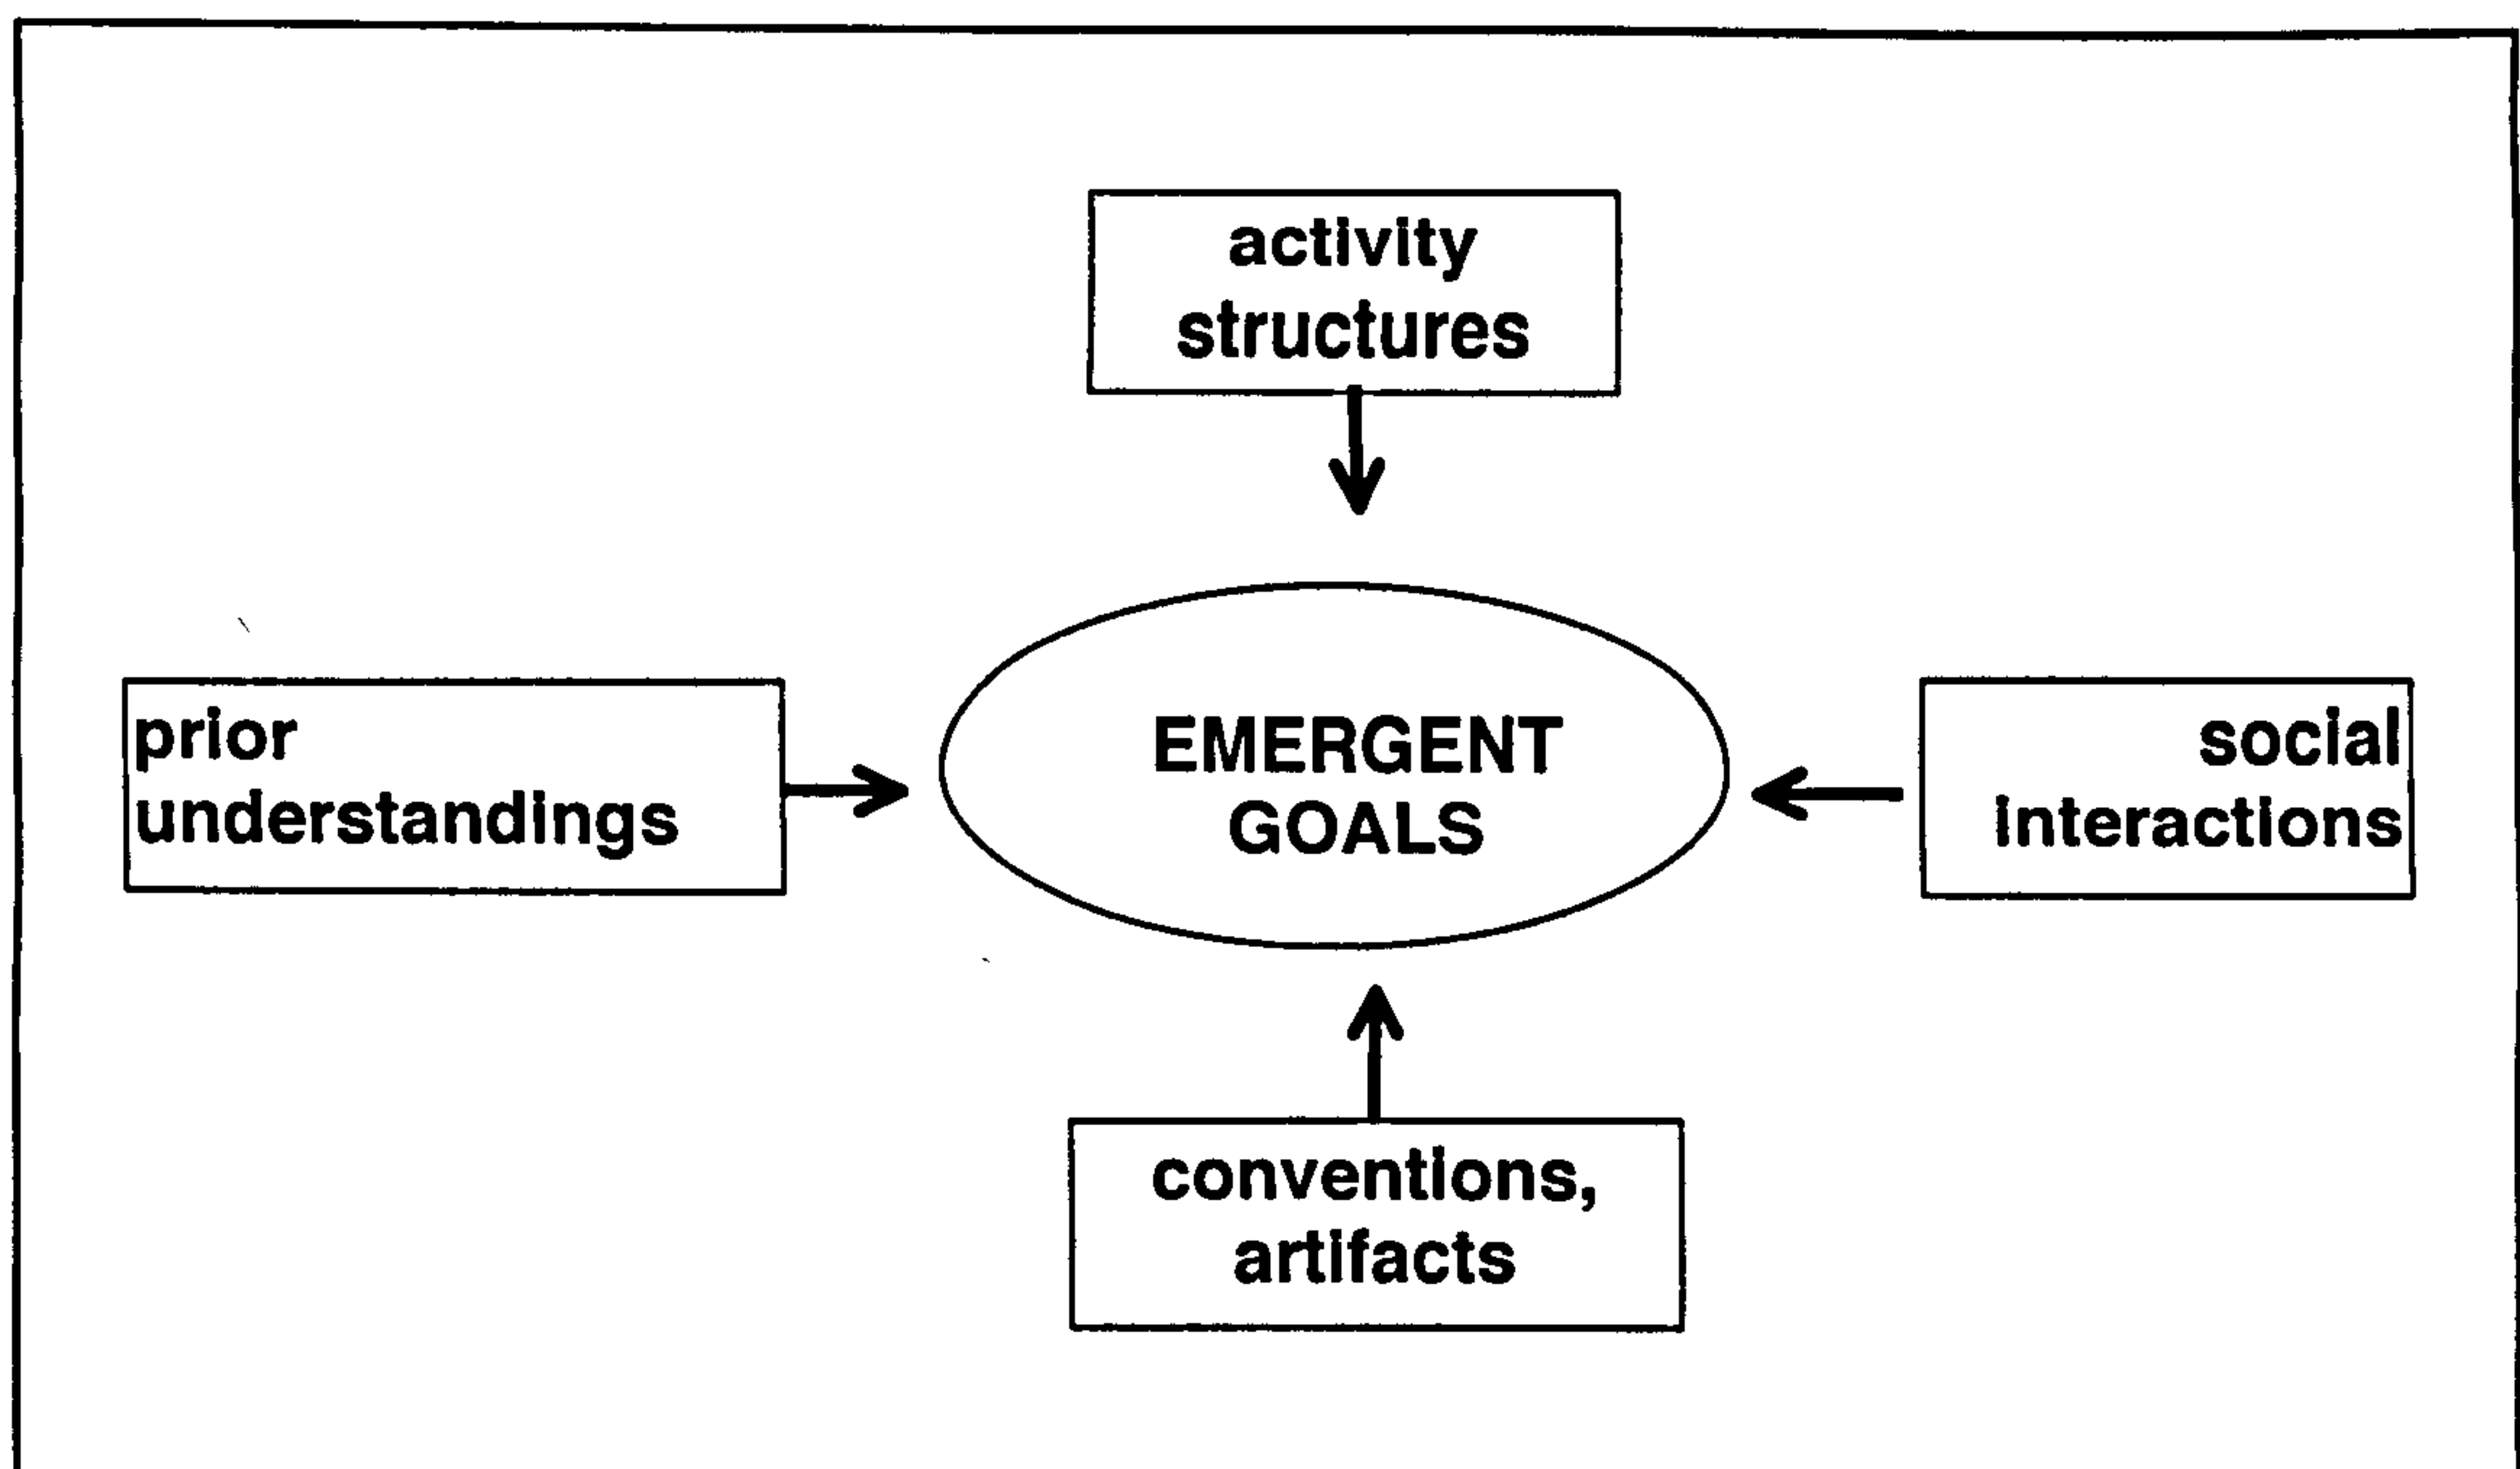 activity
structures
prior
understandings
EMERGENT
GOALS
social
interactions
conventions,
artifacts